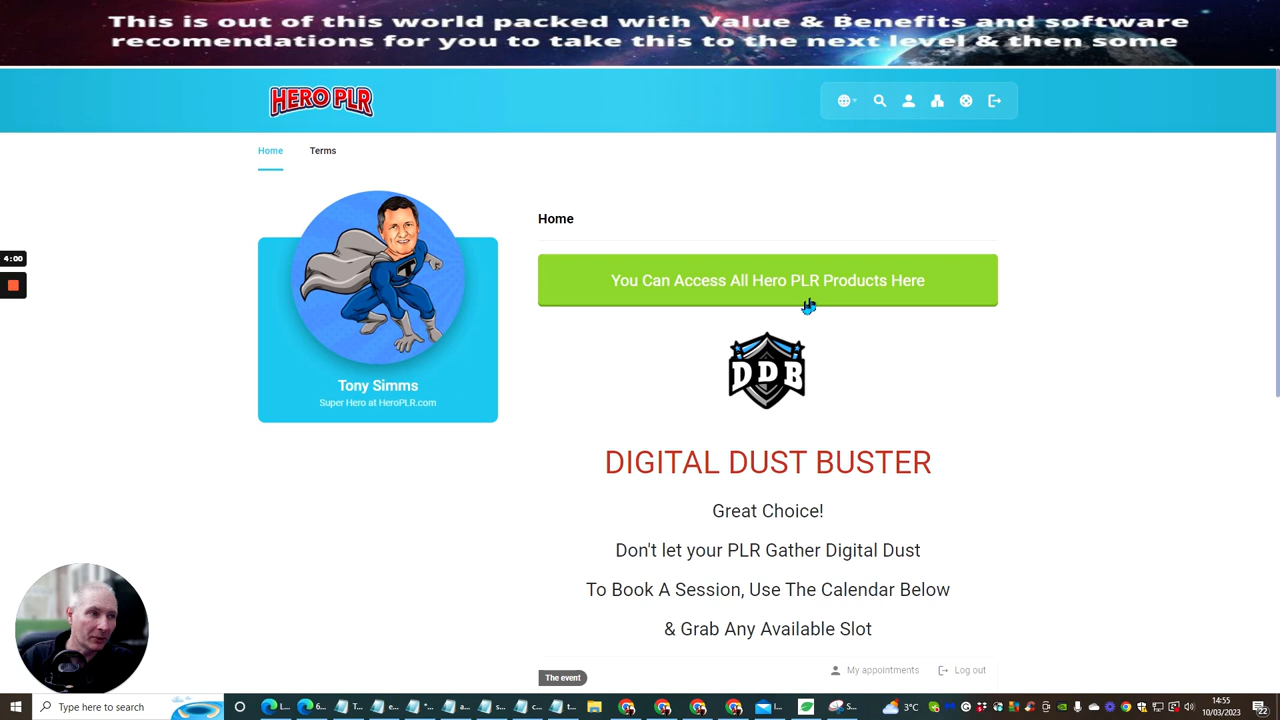 This is out of this world packed with Value & Benefits and software
recomendations for you to take this to the next level & then some
HERO PLR
Home
Terms
Home
You Can Access All Hero PLR Products Here
4:00
T
Tony Simms
Super Hero at HeroPLR.com
DDB
DIGITAL DUST BUSTER
Great Choice!
Don't let your PLR Gather Digital Dust
To Book A Session, Use The Calendar Below
& Grab Any Available Slot
My appointments
Log out
The event
Type here to search
3°C
14:55
10/03/2023
22